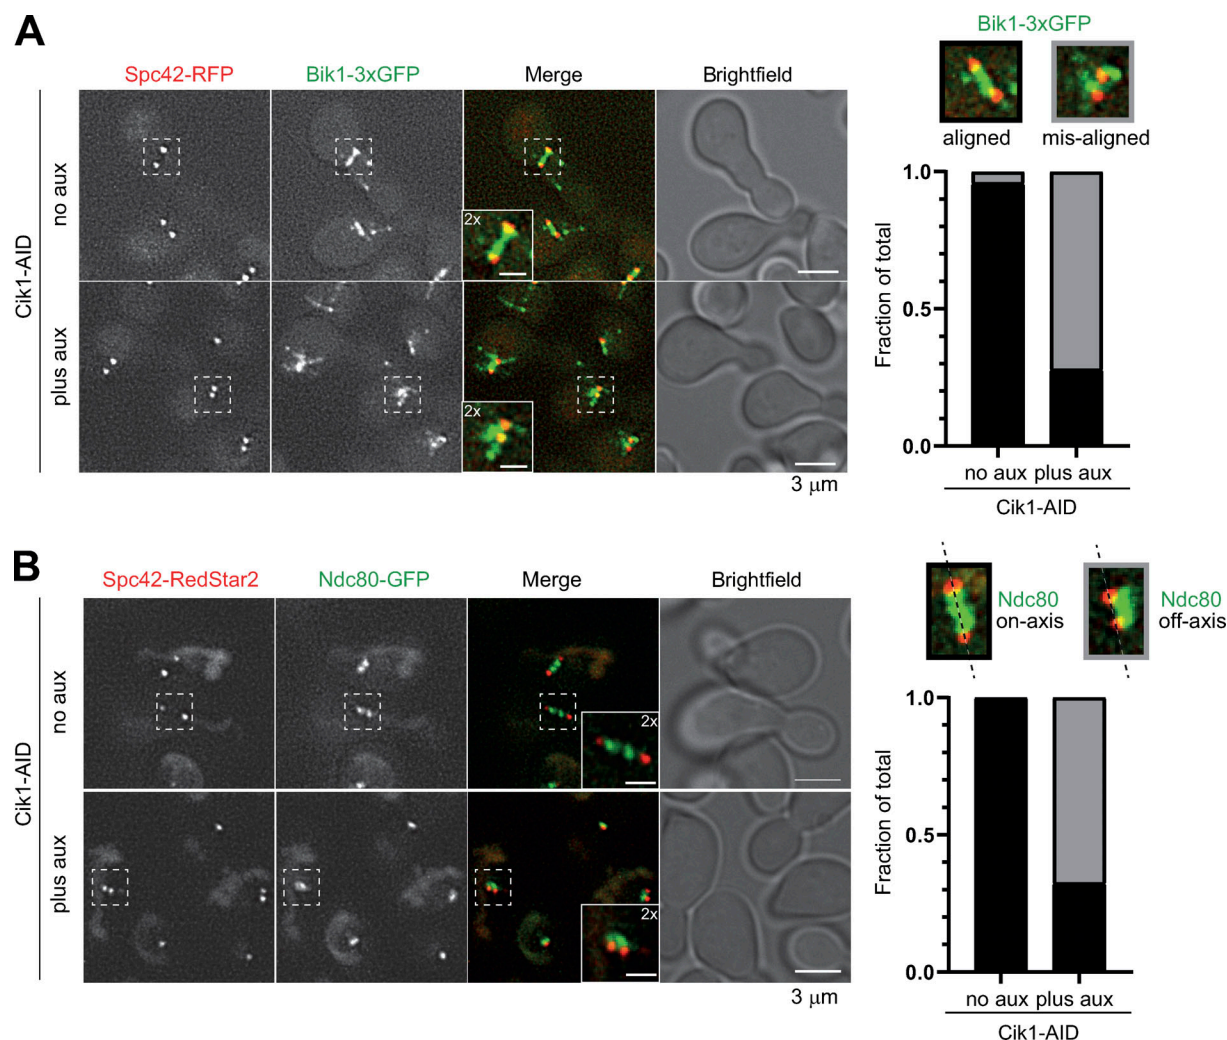 A
Spc42-RFP
Bik1-3xGFP
Merge
Brightfield
Cik1-AID
no aux
plus aux
2x
2x
3 μm
Bik1-3xGFP
aligned
mis-aligned
Fraction of total
1.0
0.5
0.0
no aux plus aux
Cik1-AID
B
Spc42-RedStar2
Ndc80-GFP
Merge
Brightfield
Cik1-AID
no aux
plus aux
2x
2x
3 μm
Ndc80
on-axis
Ndc80
off-axis
Fraction of total
1.0
0.5
0.0
no aux plus aux
Cik1-AID